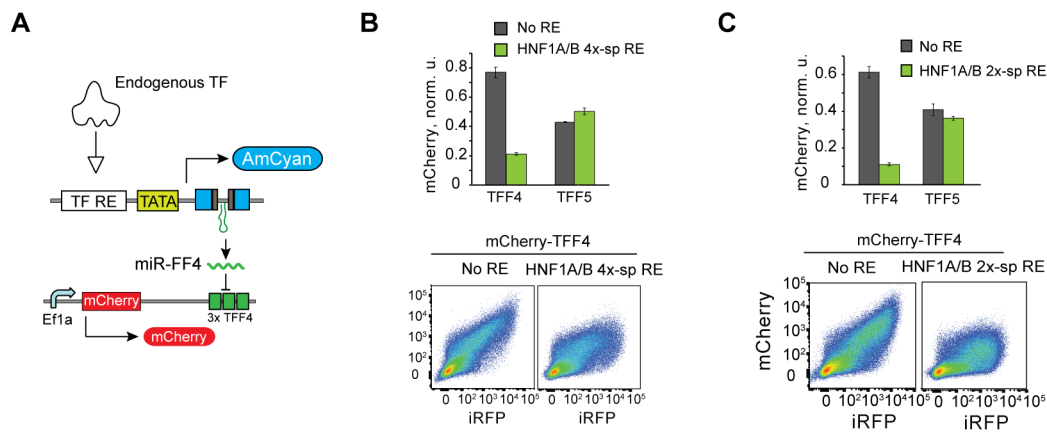 A
Endogenous TF
AmCyan
TF RE
TATA
miR-FF4
mCherry
Ef1a
3x TFF4
mCherry
B
No RE
HNF1A/B 4x-sp RE
mCherry, norm. u.
0.8
0.6
0.4
0.2
0
TFF4
TFF5
mCherry-TFF4
No RE
HNF1A/B 4x-sp RE
10⁵
10⁴
10³
10²
0
0 10² 10³ 10⁴ 10⁵
0 10² 10³ 10⁴ 10⁵
iRFP
iRFP
C
No RE
HNF1A/B 2x-sp RE
mCherry, norm. u.
0.6
0.4
0.2
0
TFF4
TFF5
mCherry-TFF4
No RE
HNF1A/B 2x-sp RE
mCherry
10⁵
10⁴
10³
10²
0
0 10² 10³ 10⁴ 10⁵
0 10² 10³ 10⁴ 10⁵
iRFP
iRFP